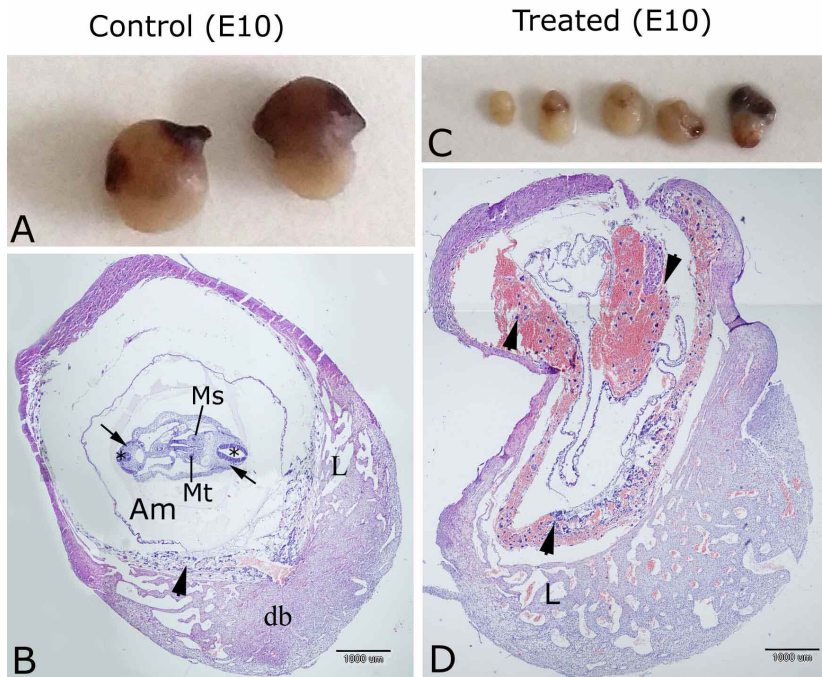 Control (E10)
Treated (E10)
A
C
Ms
L
Am
Mt
db
1000 um
B
L
1000 um
D